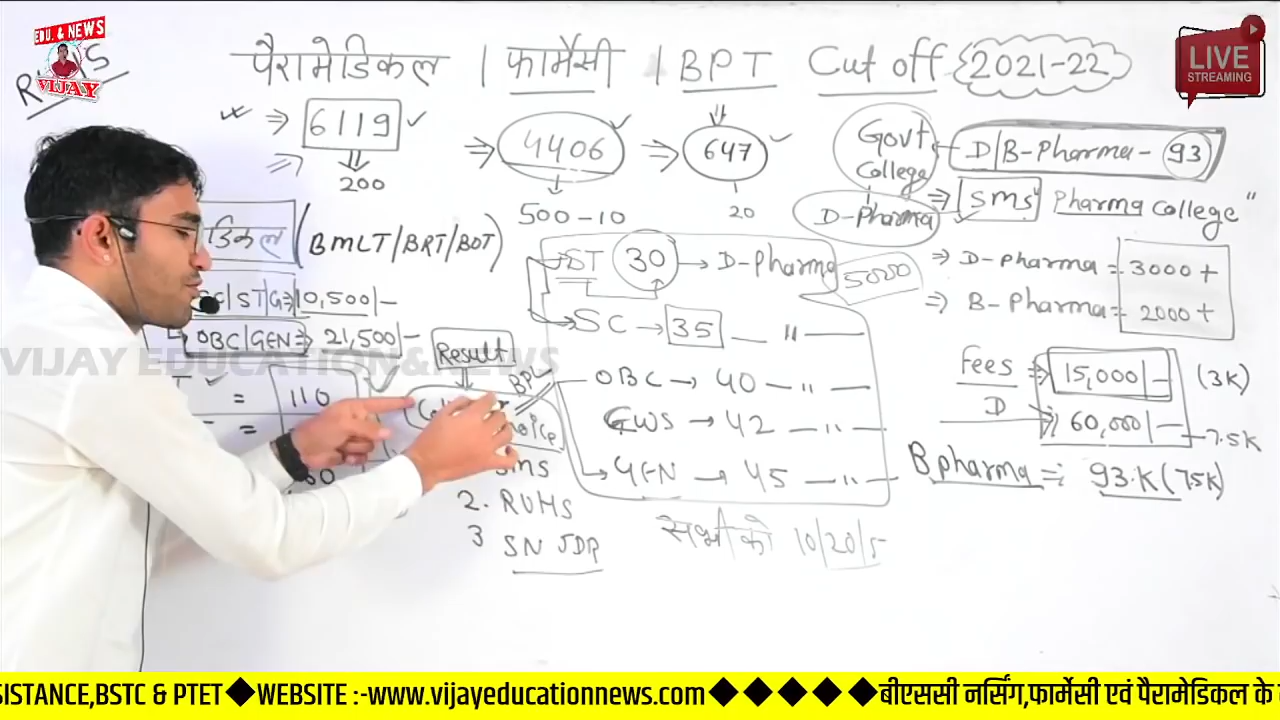 EDU. & NEWS
VIJAY
पैरामेडिकल | फार्मेसी | BPT Cut off 2021-22
LIVE
STREAMING
⇒ 6119 ✓
200
⇒ 4406 ✓
500-10
⇒ 647 ✓
20
Govt. College
D-Pharma
D|B-Pharma - 93
⇒ "SMS" Pharma College"
⇒ D-Pharma = 3000+
⇒ B-Pharma = 2000+
Fees ⇒ 15,000/- (3K)
D ⇒ 60,000/- 7.5K
B pharma = 93.K (7.5K)
डिकल (BMLT/BRT/BOT)
ST|G ⇒ 10,500/-
OBC|GEN ⇒ 21,500/-
= 110
=
Result
BPL
SMS
2. RUHS
3 SN JDR
ST 30 → D-Pharma
5000
SC → 35 — " —
OBC → 40 — " —
EWS → 42 — " —
GEN → 45 — " —
सभी को 10/20/5
VIJAY EDUCATION&NEWS
SISTANCE,BSTC & PTET◆WEBSITE :-www.vijayeducationnews.com◆ ◆ ◆ ◆ ◆बीएससी नर्सिंग,फार्मेसी एवं पैरामेडिकल के